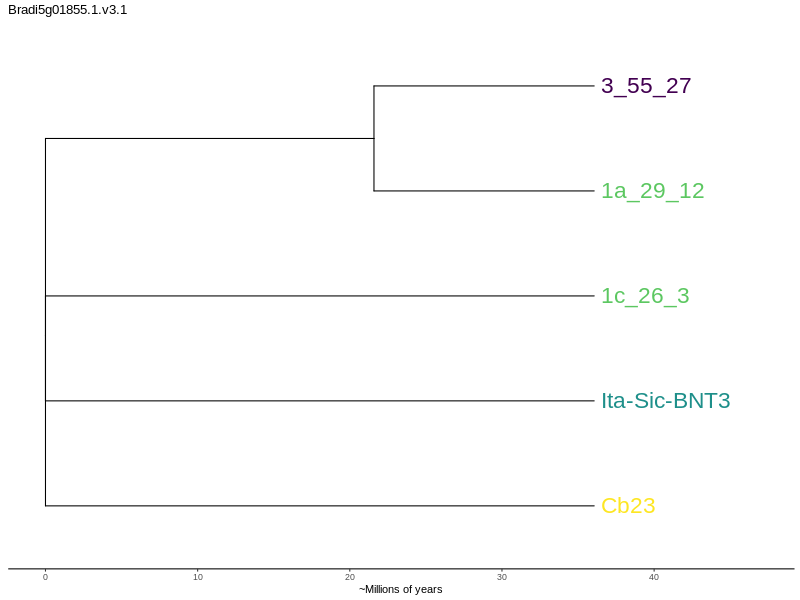 Bradi5g01855.1.v3.1
3_55_27
1a_29_12
1c_26_3
Ita-Sic-BNT3
Cb23
0 10 20 30 40
~Millions of years